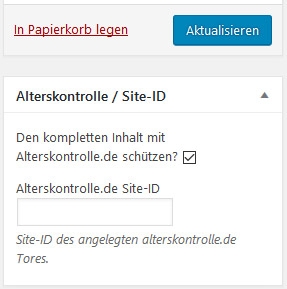 In Papierkorb legen
Aktualisieren
Alterskontrolle / Site-ID
Den kompletten Inhalt mit
Alterskontrolle.de schützen?
Alterskontrolle.de Site-ID
Site-ID des angelegten alterskontrolle.de
Tores.